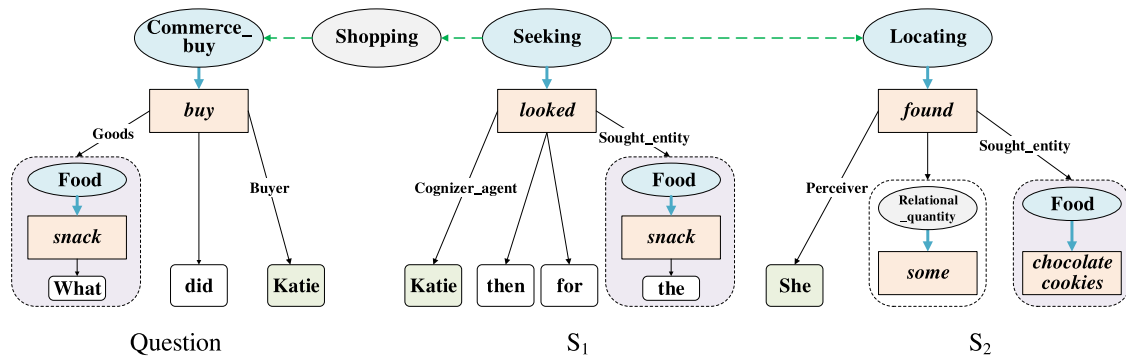 Commerce_
buy
Shopping
Seeking
Locating
buy
looked
found
Goods
Buyer
Cognizer_agent
Sought_entity
Perceiver
Sought_entity
Food
Food
Relational
_quantity
Food
snack
snack
some
chocolate
cookies
What
did
Katie
Katie
then
for
the
She
Question
S₁
S₂